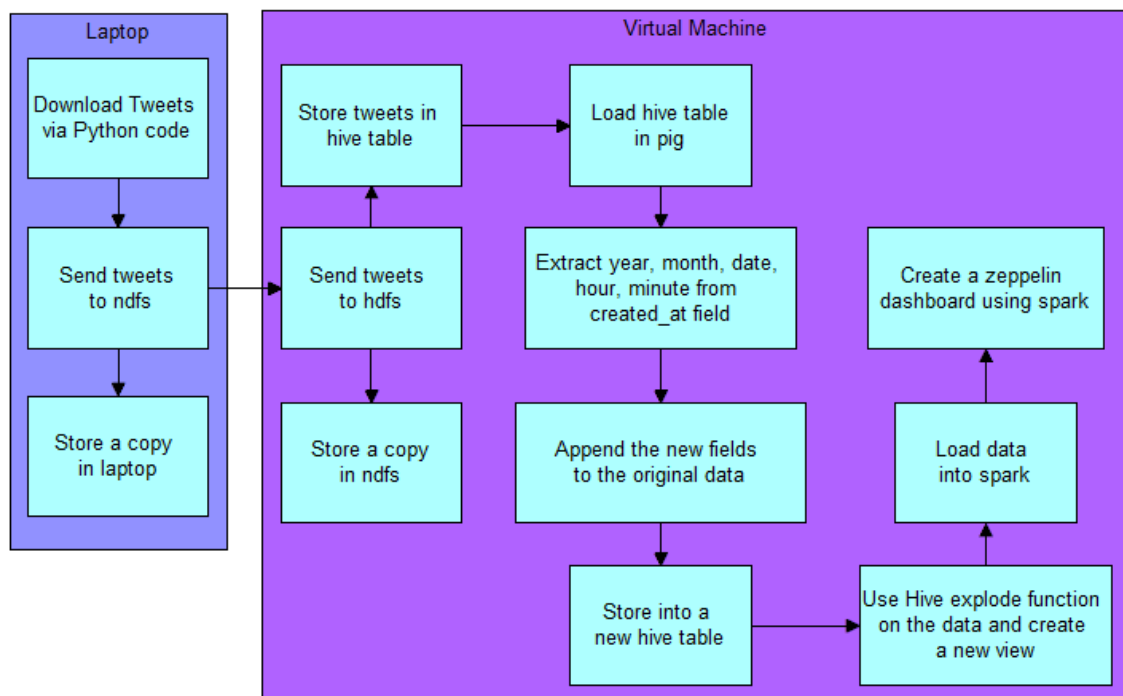 Laptop
Download Tweets
via Python code
Send tweets
to ndfs
Store a copy
in laptop
Virtual Machine
Store tweets in
hive table
Send tweets
to hdfs
Store a copy
in ndfs
Load hive table
in pig
Extract year, month, date,
hour, minute from
created_at field
Append the new fields
to the original data
Store into a
new hive table
Use Hive explode function
on the data and create
a new view
Load data
into spark
Create a zeppelin
dashboard using spark